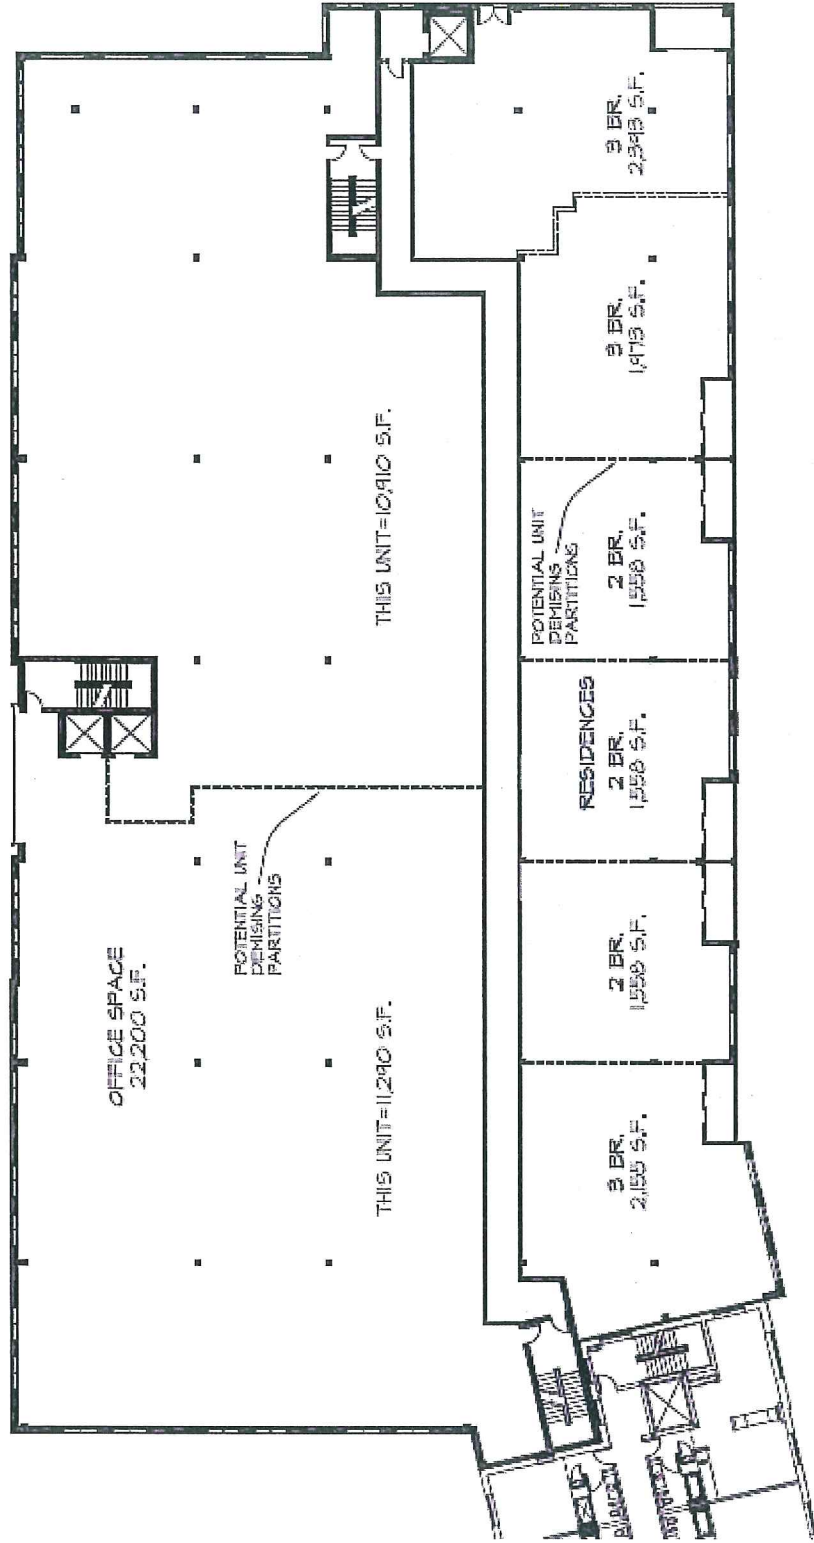 OFFICE SPACE
22,200 S.F.
POTENTIAL UNIT
DEMISING
PARTITIONS
THIS UNIT=11,290 S.F.
THIS UNIT=10,910 S.F.
POTENTIAL UNIT
DEMISING
PARTITIONS
RESIDENCES
3 BR.
2,155 S.F.
2 BR.
1,558 S.F.
2 BR.
1,558 S.F.
2 BR.
1,558 S.F.
3 BR.
1,973 S.F.
3 BR.
S.F.